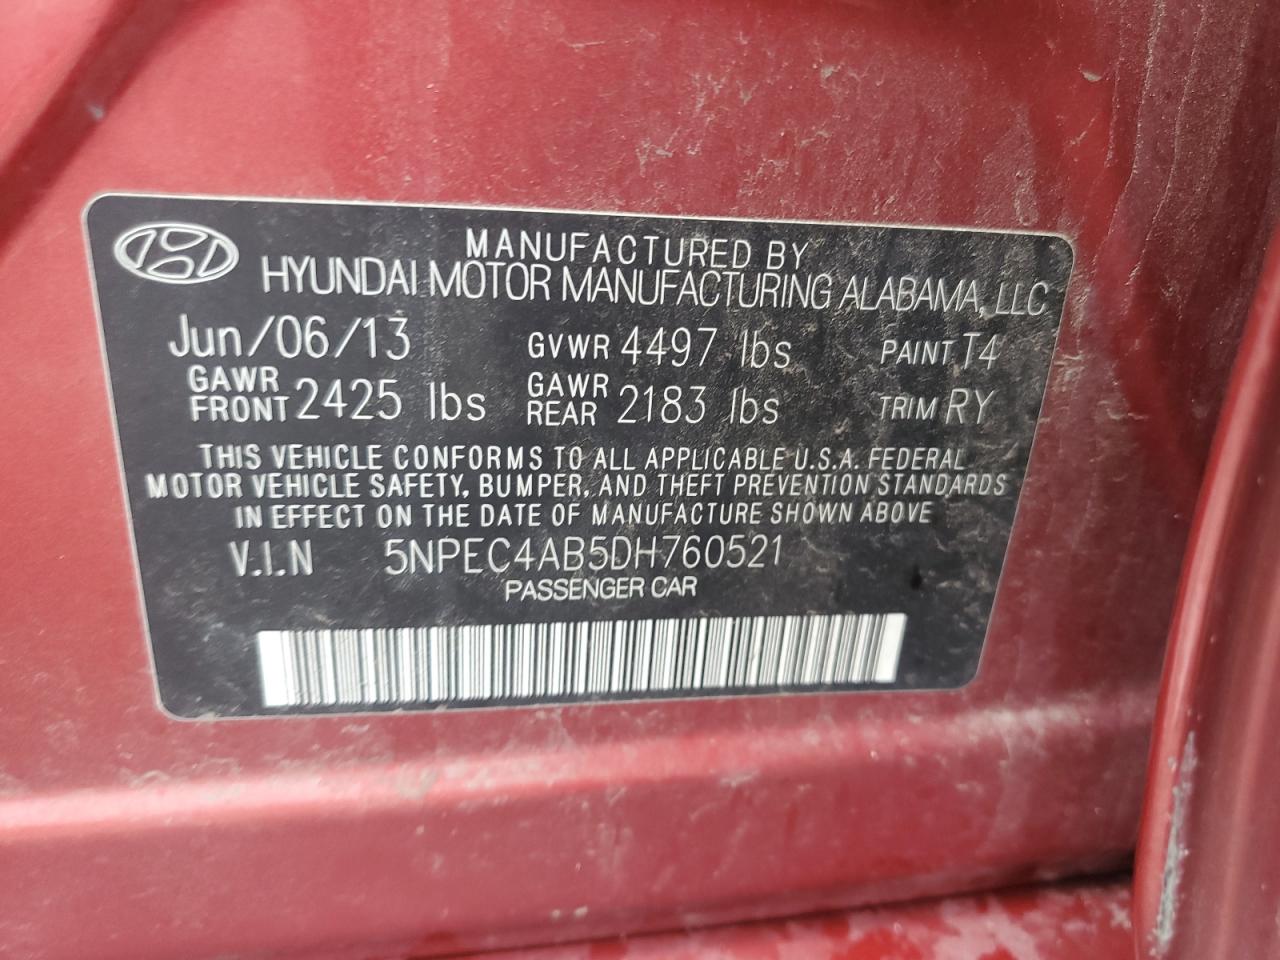 MANUFACTURED BY
HYUNDAI MOTOR MANUFACTURING ALABAMA, LLC
Jun/06/13 GVWR 4497 lbs PAINT T4
GAWR FRONT 2425 lbs GAWR REAR 2183 lbs TRIM RY
THIS VEHICLE CONFORMS TO ALL APPLICABLE U.S.A. FEDERAL
MOTOR VEHICLE SAFETY, BUMPER, AND THEFT PREVENTION STANDARDS
IN EFFECT ON THE DATE OF MANUFACTURE SHOWN ABOVE
V.I.N 5NPEC4AB5DH760521
PASSENGER CAR